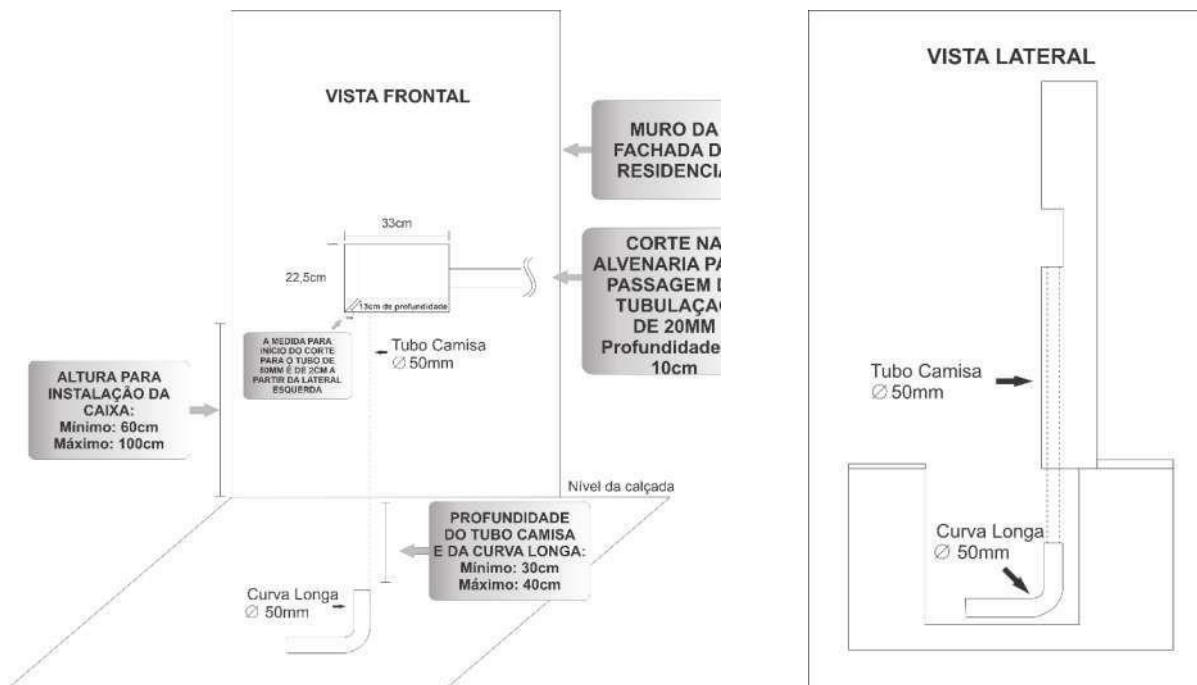 VISTA FRONTAL
MURO DA
FACHADA D
RESIDENCIA
33cm
22,5cm
13cm de profundidade
CORTE NA
ALVENARIA PA
PASSAGEM D
TUBULAÇÃ
DE 20MM
Profundidade
10cm
A MEDIDA PARA
INÍCIO DO CORTE
PARA O TUBO DE
50MM É DE 2CM A
PARTIR DA LATERAL
ESQUERDA
Tubo Camisa
∅ 50mm
ALTURA PARA
INSTALAÇÃO DA
CAIXA:
Mínimo: 60cm
Máximo: 100cm
Nível da calçada
PROFUNDIDADE
DO TUBO CAMISA
E DA CURVA LONGA:
Mínimo: 30cm
Máximo: 40cm
Curva Longa
∅ 50mm
VISTA LATERAL
Tubo Camisa
∅ 50mm
Curva Longa
∅ 50mm